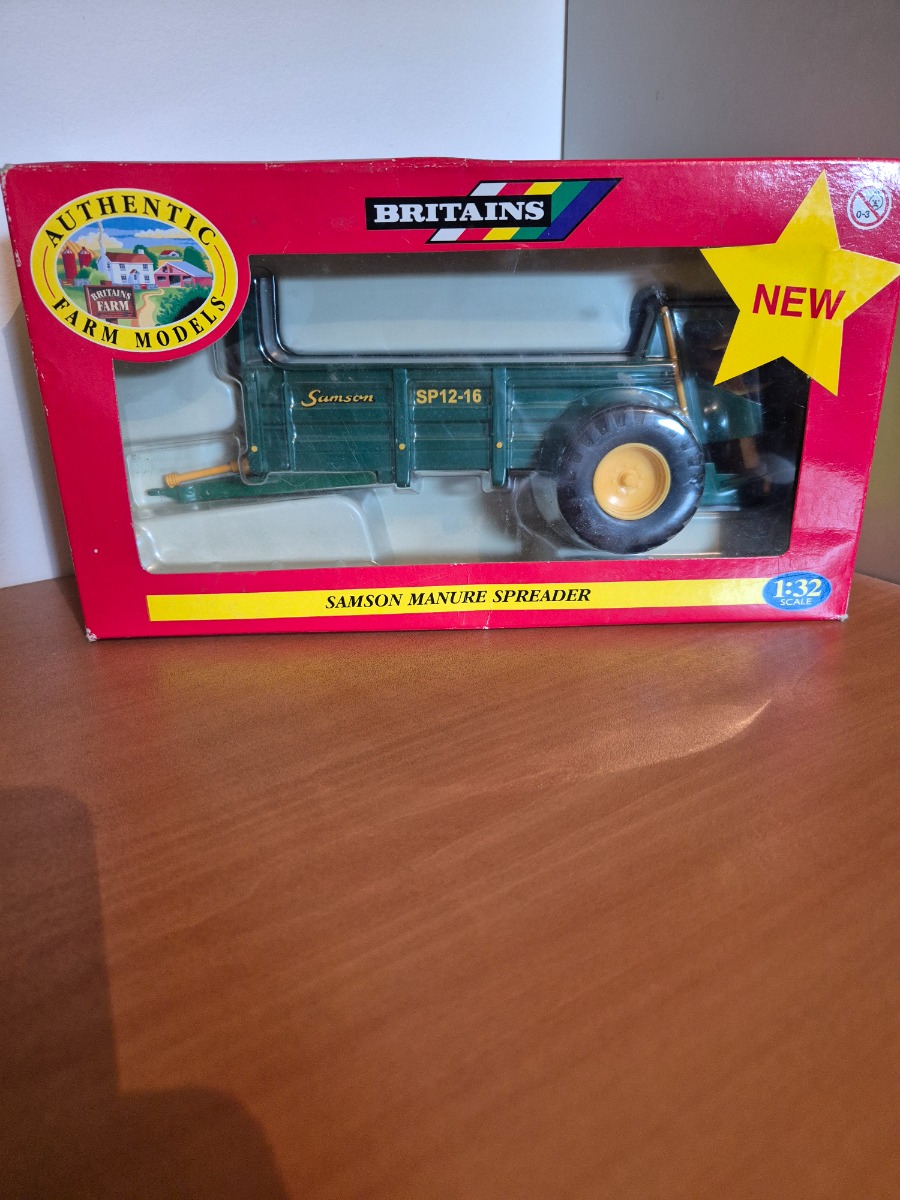 AUTHENTIC
FARM MODELS
BRITAINS
FARM
BRITAINS
NEW
0-3
Samson
SP12-16
SAMSON MANURE SPREADER
1:32
SCALE